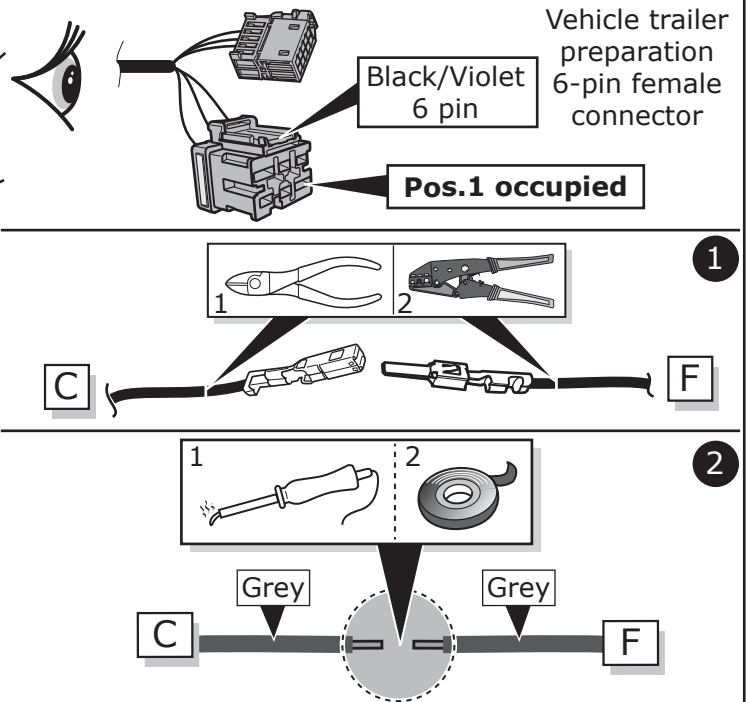 Vehicle trailer
preparation
6-pin female
connector
Black/Violet
6 pin
Pos.1 occupied
1
1
2
C
F
2
1
2
Grey
Grey
C
F